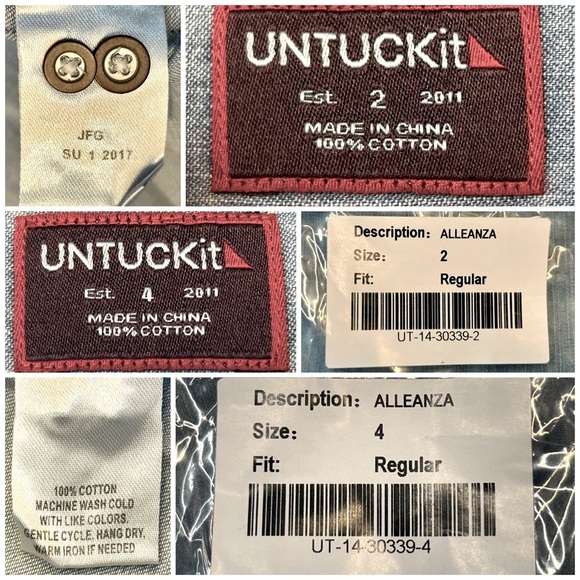 JFG
SU 1 2017
UNTUCKit
Est. 2 2011
MADE IN CHINA
100% COTTON
UNTUCKit
Est. 4 2011
MADE IN CHINA
100% COTTON
Description: ALLEANZA
Size: 2
Fit: Regular
UT-14-30339-2
100% COTTON
MACHINE WASH COLD
WITH LIKE COLORS,
GENTLE CYCLE, HANG DRY,
WARM IRON IF NEEDED
Description: ALLEANZA
Size: 4
Fit: Regular
UT-14-30339-4